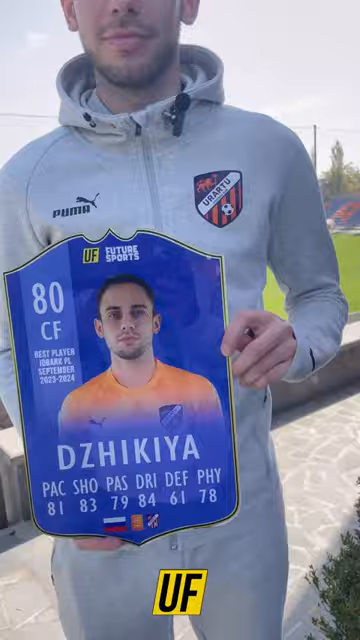 PUMA
URARTU
UF FUTURE
SPORTS
80
CF
BEST PLAYER
IDBANK PL
SEPTEMBER
2023-2024
DZHIKIYA
PAC SHO PAS DRI DEF PHY
81 83 79 84 61 78
UF